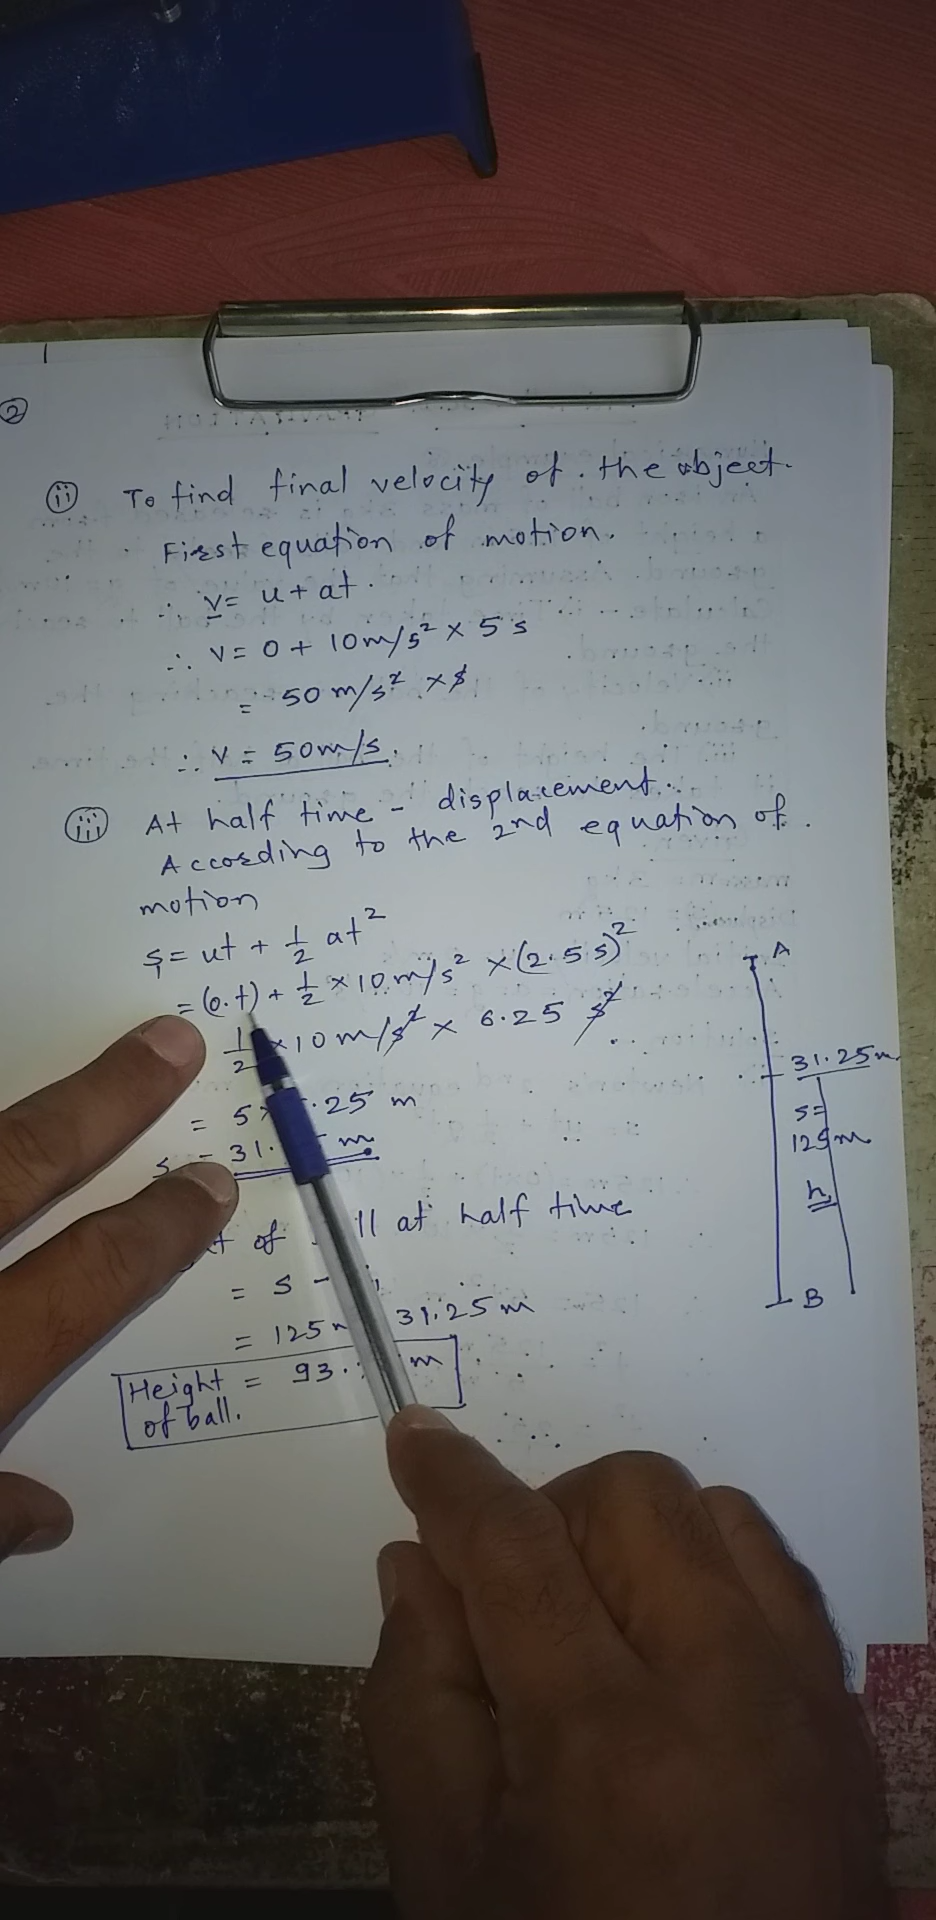 2
ii To find final velocity of the object.
First equation of motion.
∴ v = u + at.
∴ v = 0 + 10 m/s² × 5 s
= 50 m/s² × s
∴ v = 50 m/s.
iii At half time - displacement.
According to the 2nd equation of
motion
s = ut + 1/2 at²
= (0.t) + 1/2 × 10 m/s² × (2.5 s)²
1/2 × 10 m/s² × 6.25 s²
= 5 × .25 m
s = 31. m
of at half time
= s -
= 125 31.25 m
Height = 93. m
of ball.
A
31.25 m
s =
125 m
h
B